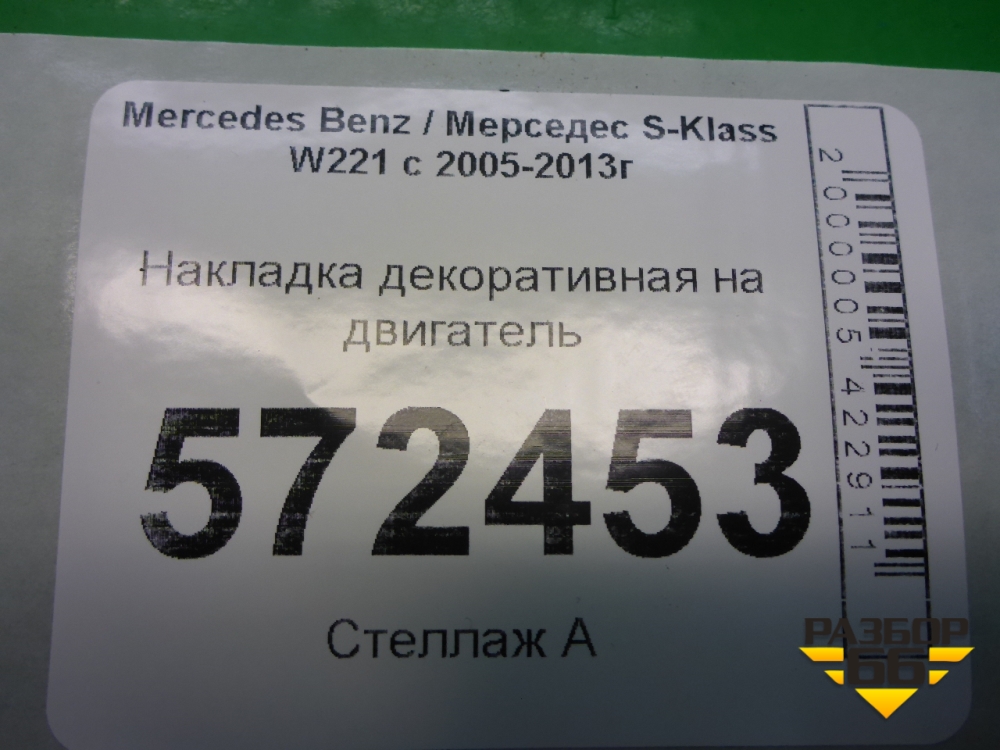 Mercedes Benz / Мерседес S-Klass
W221 с 2005-2013г
Накладка декоративная на
двигатель
572453
Стеллаж А
2000005422911
РАЗБОР
66